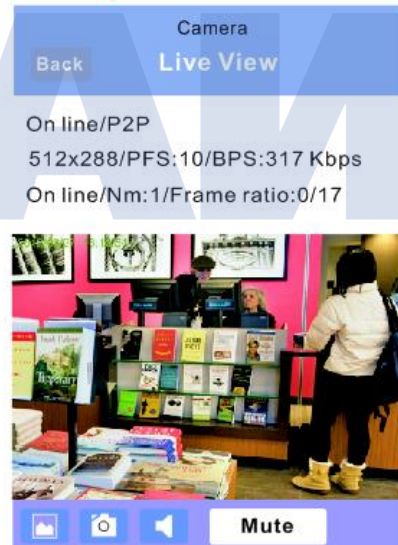 Camera
Back
Live View
On line/P2P
512x288/PFS:10/BPS:317 Kbps
On line/Nm:1/Frame ratio:0/17
Tipperary
Mute